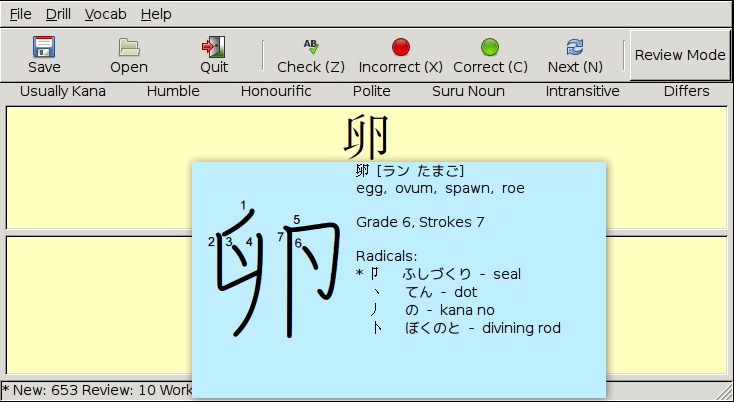 File Drill Vocab Help
Save Open Quit Check (Z) Incorrect (X) Correct (C) Next (N) Review Mode
Usually Kana Humble Honourific Polite Suru Noun Intransitive Differs
卵
卵 [ラン たまご]
egg, ovum, spawn, roe
Grade 6, Strokes 7
Radicals:
* 卩 ふしづくり - seal
丶 てん - dot
丿 の - kana no
卜 ぼくのと - divining rod
卵
1
2 3 4
5
7 6
* New: 653 Review: 10 Work